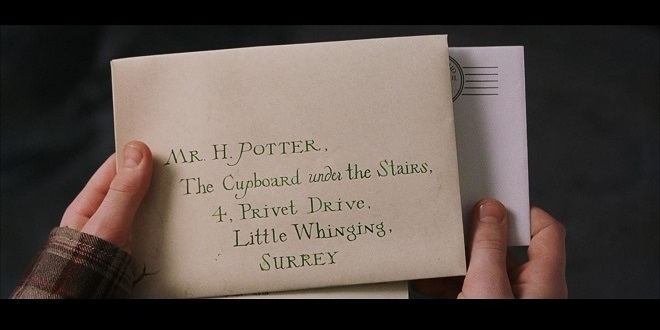 Mr. H. Potter,
The Cupboard under the Stairs,
4, Privet Drive,
Little Whinging,
SURREY